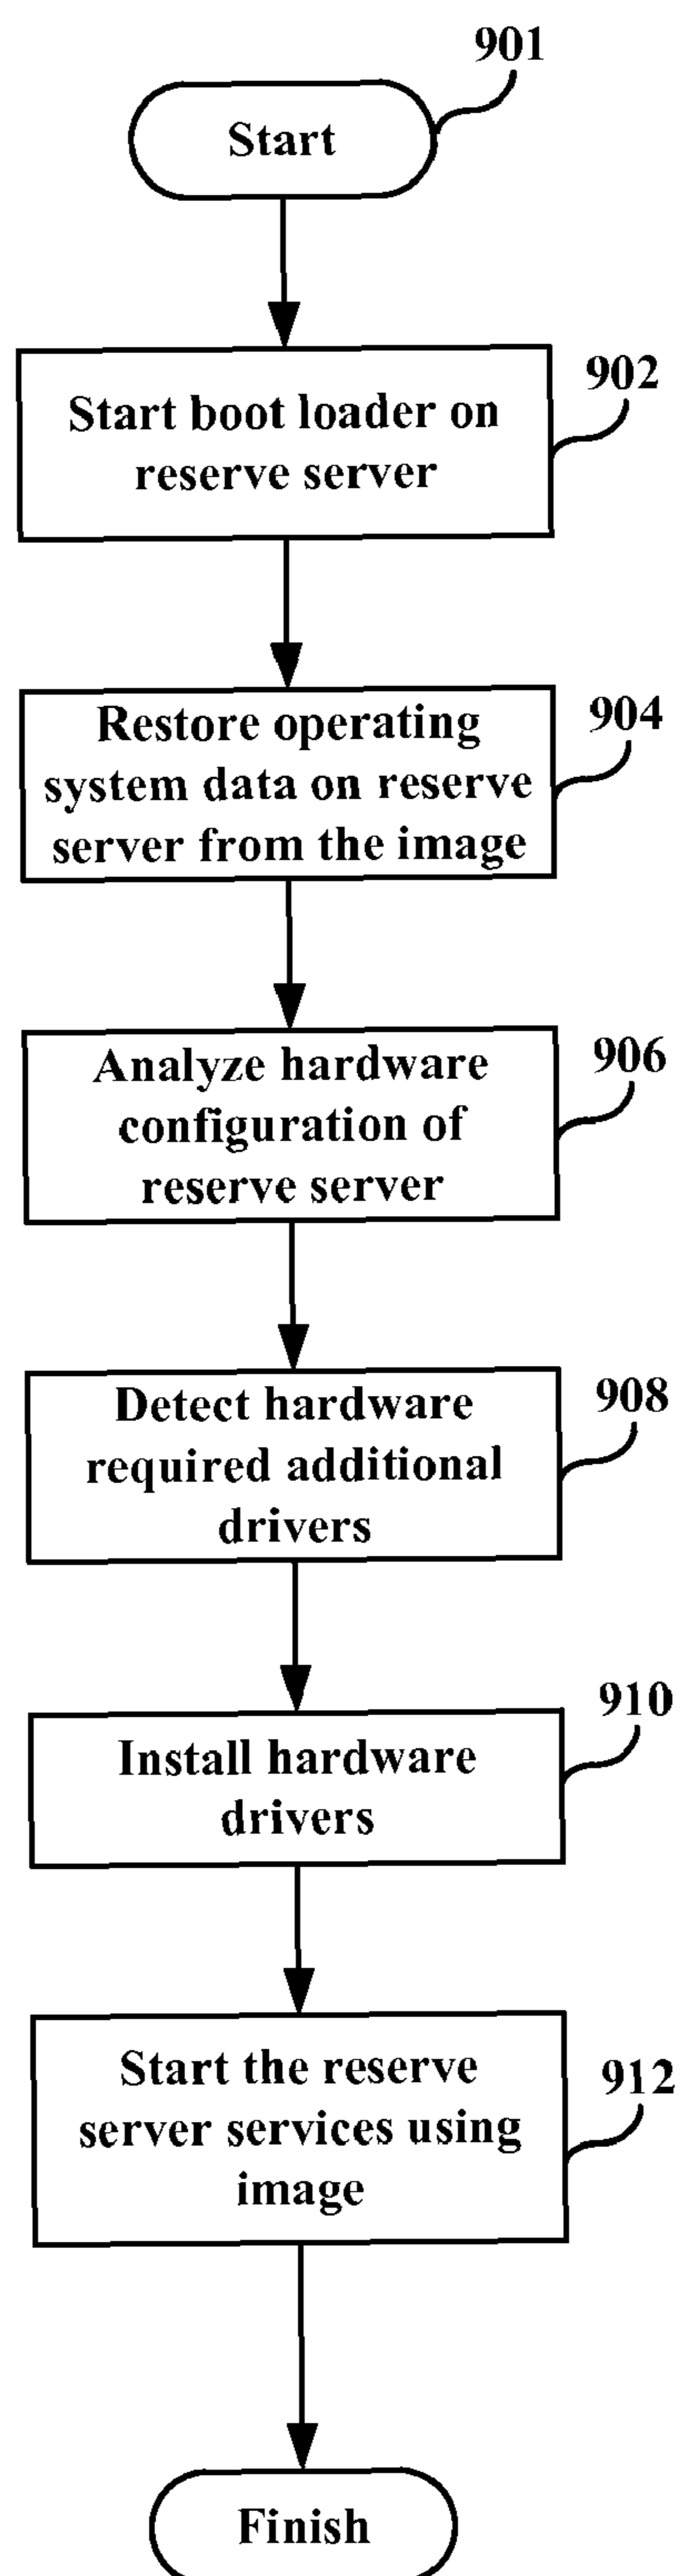 901
Start
902
Start boot loader on
reserve server
904
Restore operating
system data on reserve
server from the image
906
Analyze hardware
configuration of
reserve server
908
Detect hardware
required additional
drivers
910
Install hardware
drivers
912
Start the reserve
server services using
image
Finish